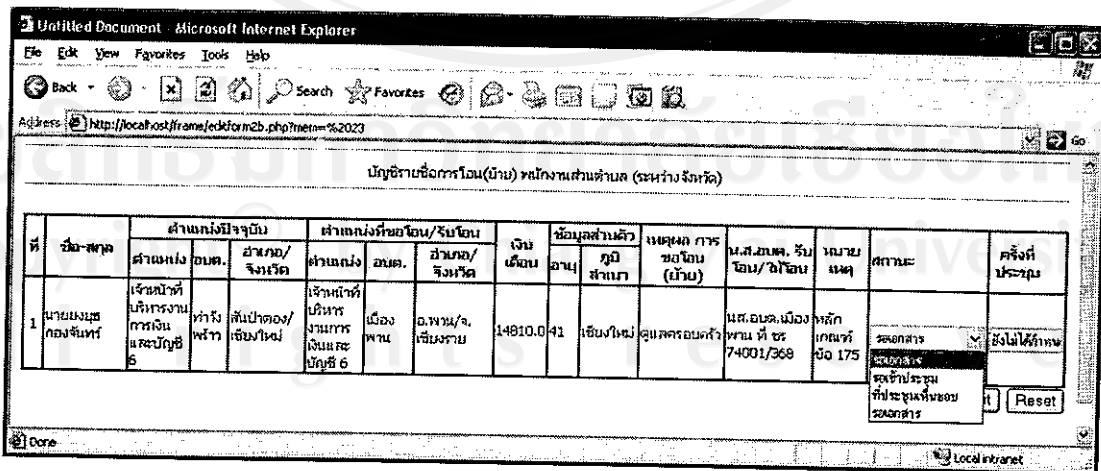 Untitled Document - Microsoft Internet Explorer
File Edit View Favorites Tools Help
Back Search Favorites
Address http://localhost/frame/editform2b.php?mem=%2023 Go
บัญชีรายชื่อการโอน(ย้าย) พนักงานส่วนตำบล (ระหว่างจังหวัด)
ที่ ชื่อ-สกุล ตำแหน่งปัจจุบัน ตำแหน่งที่ขอโอน/รับโอน เงินเดือน ข้อมูลส่วนตัว เหตุผล การขอโอน (ย้าย) น.ส.อบต. รับโอน/ให้โอน หมายเหตุ สถานะ ครั้งที่ประชุม
ตำแหน่ง อบต. อำเภอ/จังหวัด ตำแหน่ง อบต. อำเภอ/จังหวัด อายุ ภูมิลำเนา
1 นายยงยุธ กองจันทร์ เจ้าหน้าที่บริหารงานการเงินและบัญชี 6 ท่าวังพร้าว สันป่าตอง/เชียงใหม่ เจ้าหน้าที่บริหารงานการเงินและบัญชี 6 เมืองพาน อ.พาน/จ.เชียงราย 14810.0 41 เชียงใหม่ ดูแลครอบครัว นส.อบต.เมืองพาน ที่ ชร 74001/368 หลักเกณฑ์ข้อ 175 รอเอกสาร ยังไม่ได้กำหน
รอเอกสาร
รอเข้าประชุม
ที่ประชุมเห็นชอบ
รอเอกสาร
it Reset
Done Local intranet